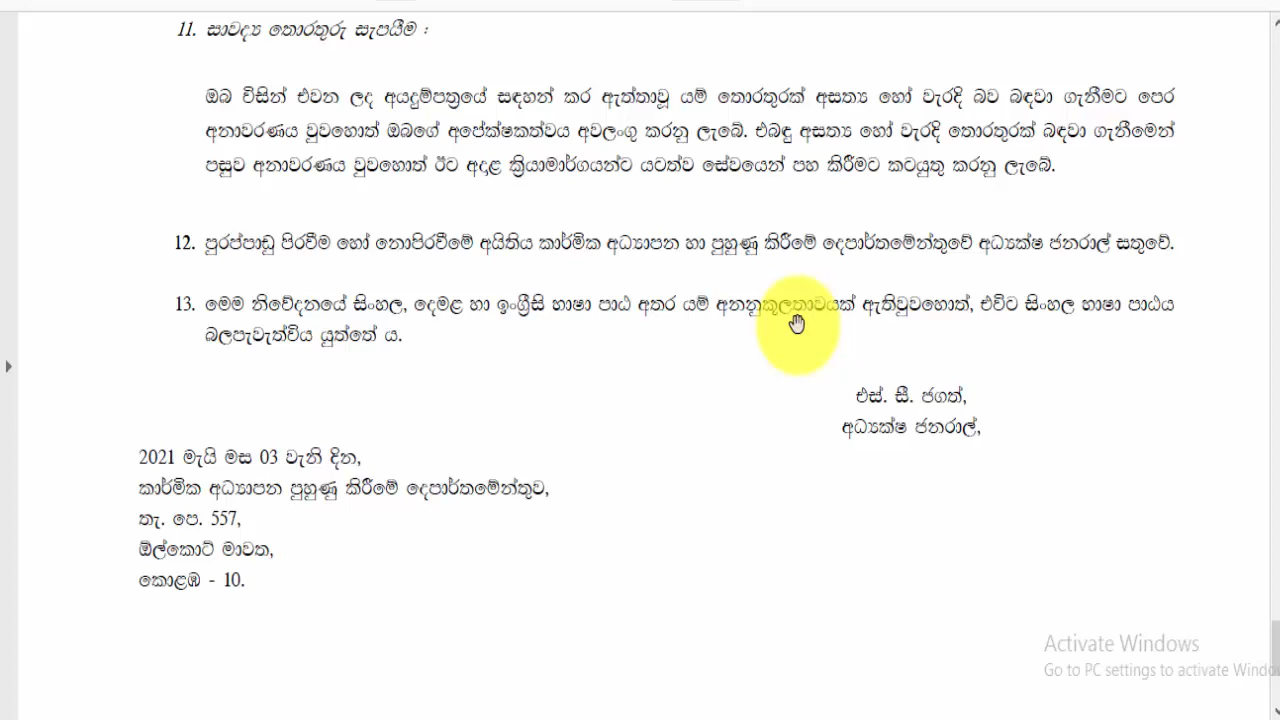 11. සාවද්‍ය තොරතුරු සැපයීම :
ඔබ විසින් එවන ලද අයදුම්පත්‍රයේ සඳහන් කර ඇත්තාවූ යම් තොරතුරක් අසත්‍ය හෝ වැරදි බව බඳවා ගැනීමට පෙර
අනාවරණය වුවහොත් ඔබගේ අපේක්ෂකත්වය අවලංගු කරනු ලැබේ. එබඳු අසත්‍ය හෝ වැරදි තොරතුරක් බඳවා ගැනීමෙන්
පසුව අනාවරණය වුවහොත් ඊට අදාළ ක්‍රියාමාර්ගයන්ට යටත්ව සේවයෙන් පහ කිරීමට කටයුතු කරනු ලැබේ.
12. පුරප්පාඩු පිරවීම හෝ නොපිරවීමේ අයිතිය කාර්මික අධ්‍යාපන හා පුහුණු කිරීමේ දෙපාර්තමේන්තුවේ අධ්‍යක්ෂ ජනරාල් සතුවේ.
13. මෙම නිවේදනයේ සිංහල, දෙමළ හා ඉංග්‍රීසි භාෂා පාඨ අතර යම් අනනුකූලතාවයක් ඇතිවුවහොත්, එවිට සිංහල භාෂා පාඨය
බලපැවැත්විය යුත්තේ ය.
එස්. සී. ජගත්,
අධ්‍යක්ෂ ජනරාල්,
2021 මැයි මස 03 වැනි දින,
කාර්මික අධ්‍යාපන පුහුණු කිරීමේ දෙපාර්තමේන්තුව,
තැ. පෙ. 557,
ඕල්කොට් මාවත,
කොළඹ - 10.
Activate Windows
Go to PC settings to activate Windo